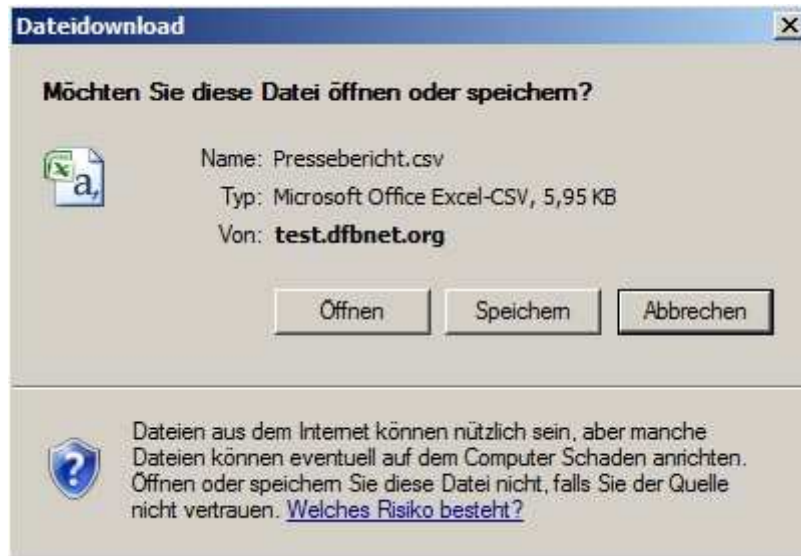 Dateidownload
Möchten Sie diese Datei öffnen oder speichern?
Name: Pressebericht.csv
Typ: Microsoft Office Excel-CSV, 5,95 KB
Von: test.dfbnet.org
Öffnen Speichern Abbrechen
Dateien aus dem Internet können nützlich sein, aber manche
Dateien können eventuell auf dem Computer Schaden anrichten.
Öffnen oder speichern Sie diese Datei nicht, falls Sie der Quelle
nicht vertrauen. Welches Risiko besteht?